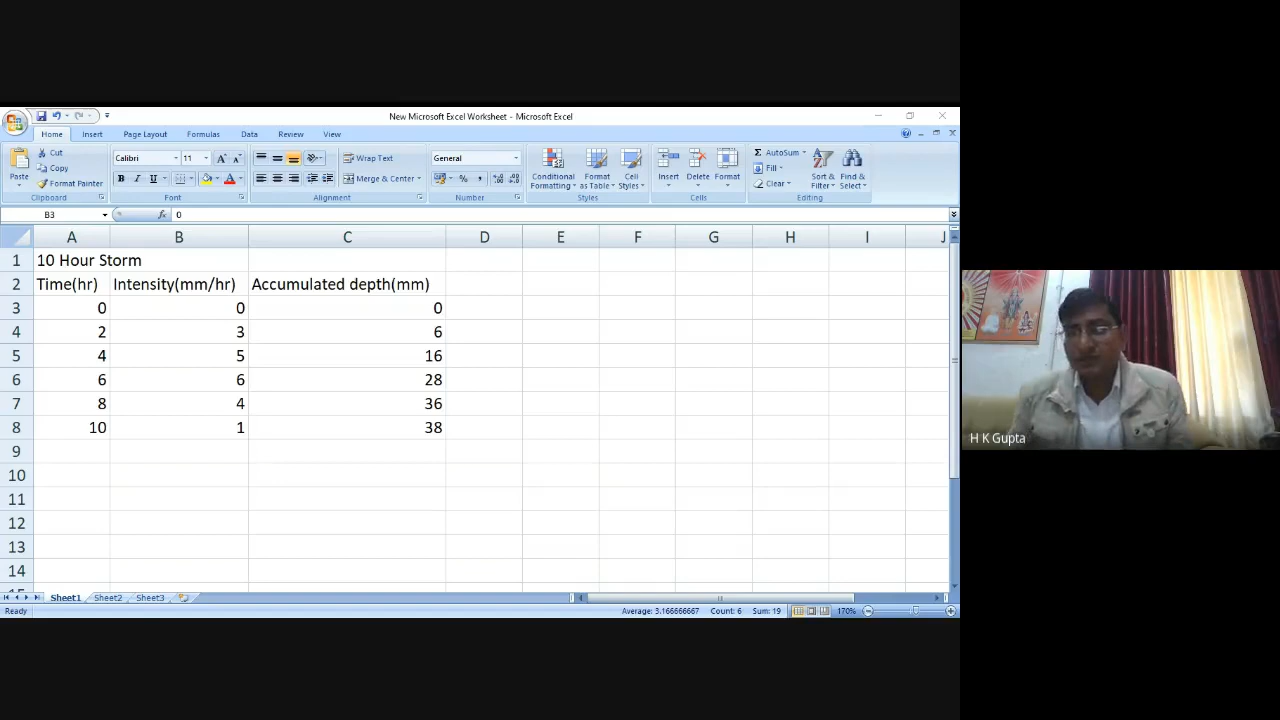 New Microsoft Excel Worksheet - Microsoft Excel
Home Insert Page Layout Formulas Data Review View
Paste
Cut
Copy
Format Painter
Clipboard
Calibri 11
B I U
Font
Wrap Text
Merge & Center
Alignment
General
Number
Conditional Formatting
Format as Table
Cell Styles
Styles
Insert Delete Format
Cells
AutoSum
Fill
Clear
Sort & Filter
Find & Select
Editing
B3 fx 0
A B C D E F G H I J
1 10 Hour Storm
2 Time(hr) Intensity(mm/hr) Accumulated depth(mm)
3 0 0 0
4 2 3 6
5 4 5 16
6 6 6 28
7 8 4 36
8 10 1 38
9
10
11
12
13
14
Sheet1 Sheet2 Sheet3
Ready Average: 3.166666667 Count: 6 Sum: 19 170%
H K Gupta